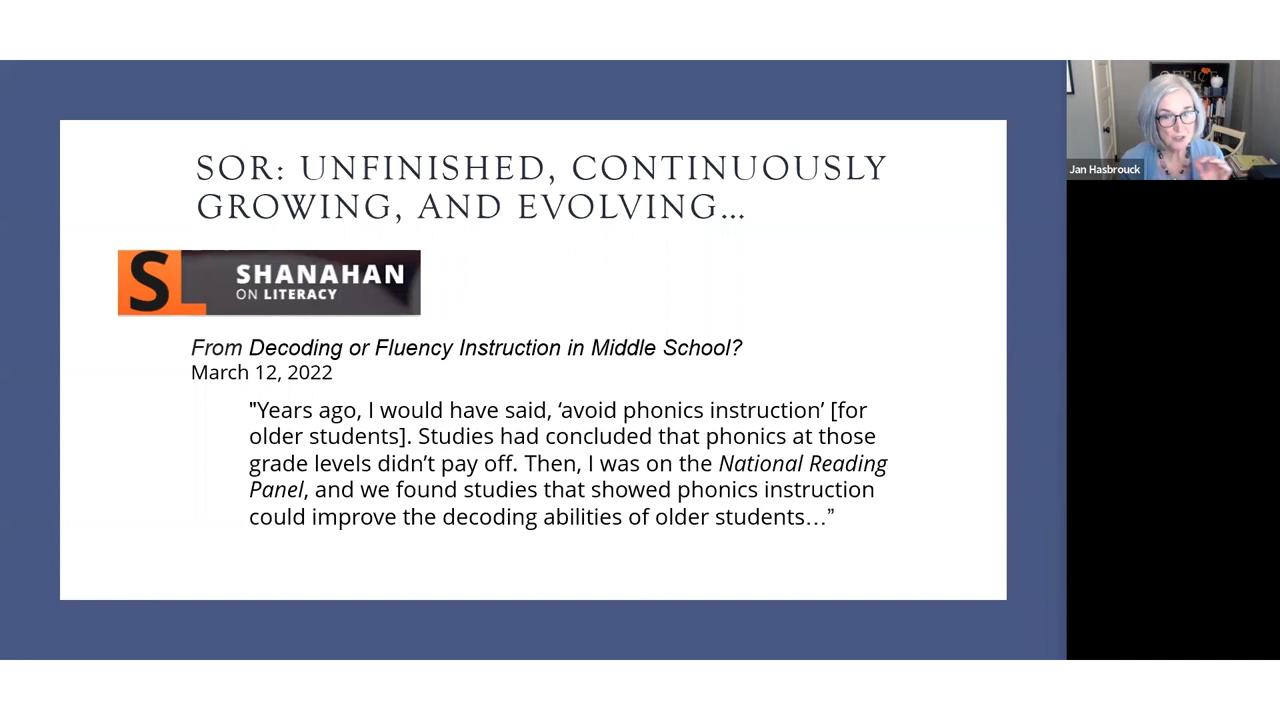 SOR: UNFINISHED, CONTINUOUSLY
GROWING, AND EVOLVING…
SL
SHANAHAN
ON LITERACY
From Decoding or Fluency Instruction in Middle School?
March 12, 2022
"Years ago, I would have said, ‘avoid phonics instruction’ [for
older students]. Studies had concluded that phonics at those
grade levels didn’t pay off. Then, I was on the National Reading
Panel, and we found studies that showed phonics instruction
could improve the decoding abilities of older students…”
OFFICE
Jan Hasbrouck